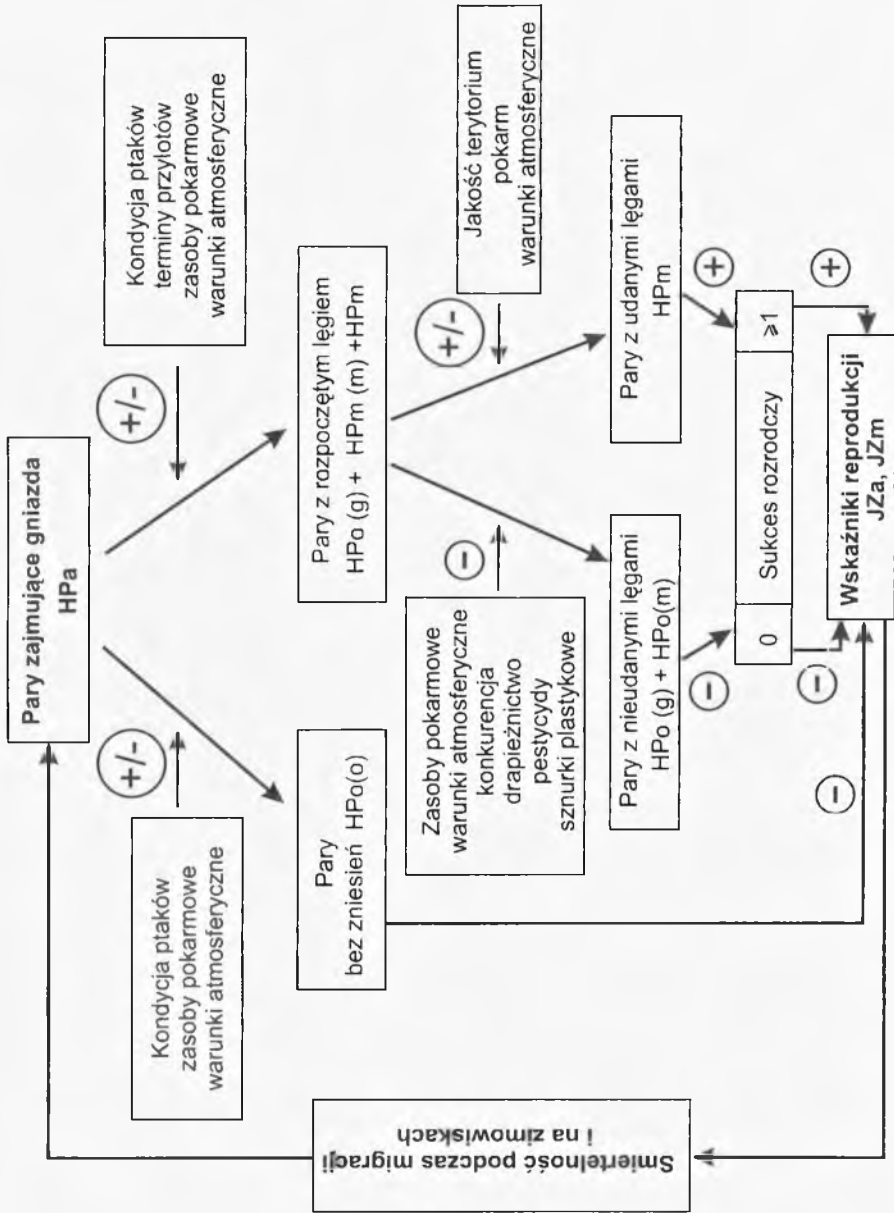 Pary zajmujące gniazda
HPa
Kondycja ptaków
zasoby pokarmowe
warunki atmosferyczne
+/-
+/-
Kondycja ptaków
terminy przylotów
zasoby pokarmowe
warunki atmosferyczne
Pary
bez zniesień HPo(o)
Pary z rozpoczętym lęgiem
HPo (g) + HPm (m) +HPm
Zasoby pokarmowe
warunki atmosferyczne
konkurencja
drapieżnictwo
pestycydy
sznurki plastykowe
-
+/-
Jakość terytorium
pokarm
warunki atmosferyczne
Pary z nieudanymi lęgami
HPo (g) + HPo(m)
Pary z udanymi lęgami
HPm
-
+
0 Sukces rozrodczy ⩾1
-
-
+
Wskaźniki reprodukcji
JZa, JZm
Śmiertelność podczas migracji
i na zimowiskach